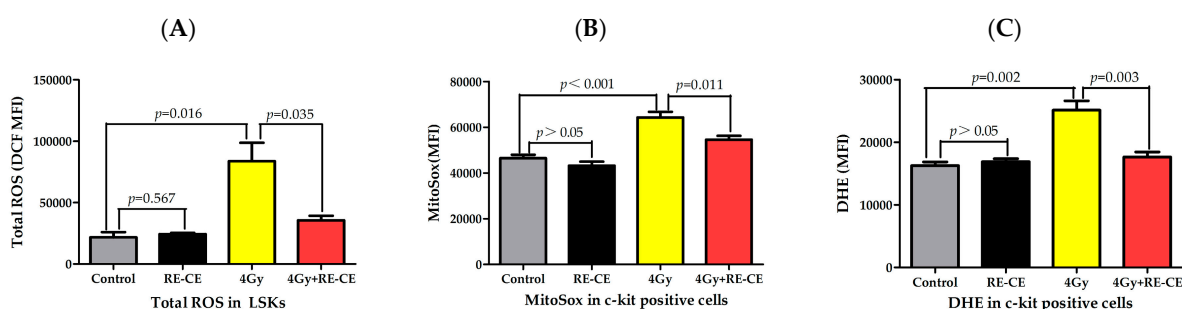 (A)
Total ROS (DCF MFI)
150000
100000
50000
0
p=0.016
p=0.035
p=0.567
Control
RE-CE
4Gy
4Gy+RE-CE
Total ROS in LSKs
(B)
MitoSox(MFI)
80000
60000
40000
20000
0
p< 0.001
p=0.011
p> 0.05
Control
RE-CE
4Gy
4Gy+RE-CE
MitoSox in c-kit positive cells
(C)
DHE (MFI)
30000
20000
10000
0
p=0.002
p=0.003
p> 0.05
Control
RE-CE
4Gy
4Gy+RE-CE
DHE in c-kit positive cells